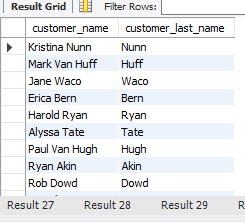 Result Grid Filter Rows:
customer_name customer_last_name
Kristina Nunn Nunn
Mark Van Huff Huff
Jane Waco Waco
Erica Bern Bern
Harold Ryan Ryan
Alyssa Tate Tate
Paul Van Hugh Hugh
Ryan Akin Akin
Rob Dowd Dowd
Result 27 Result 28 Result 29